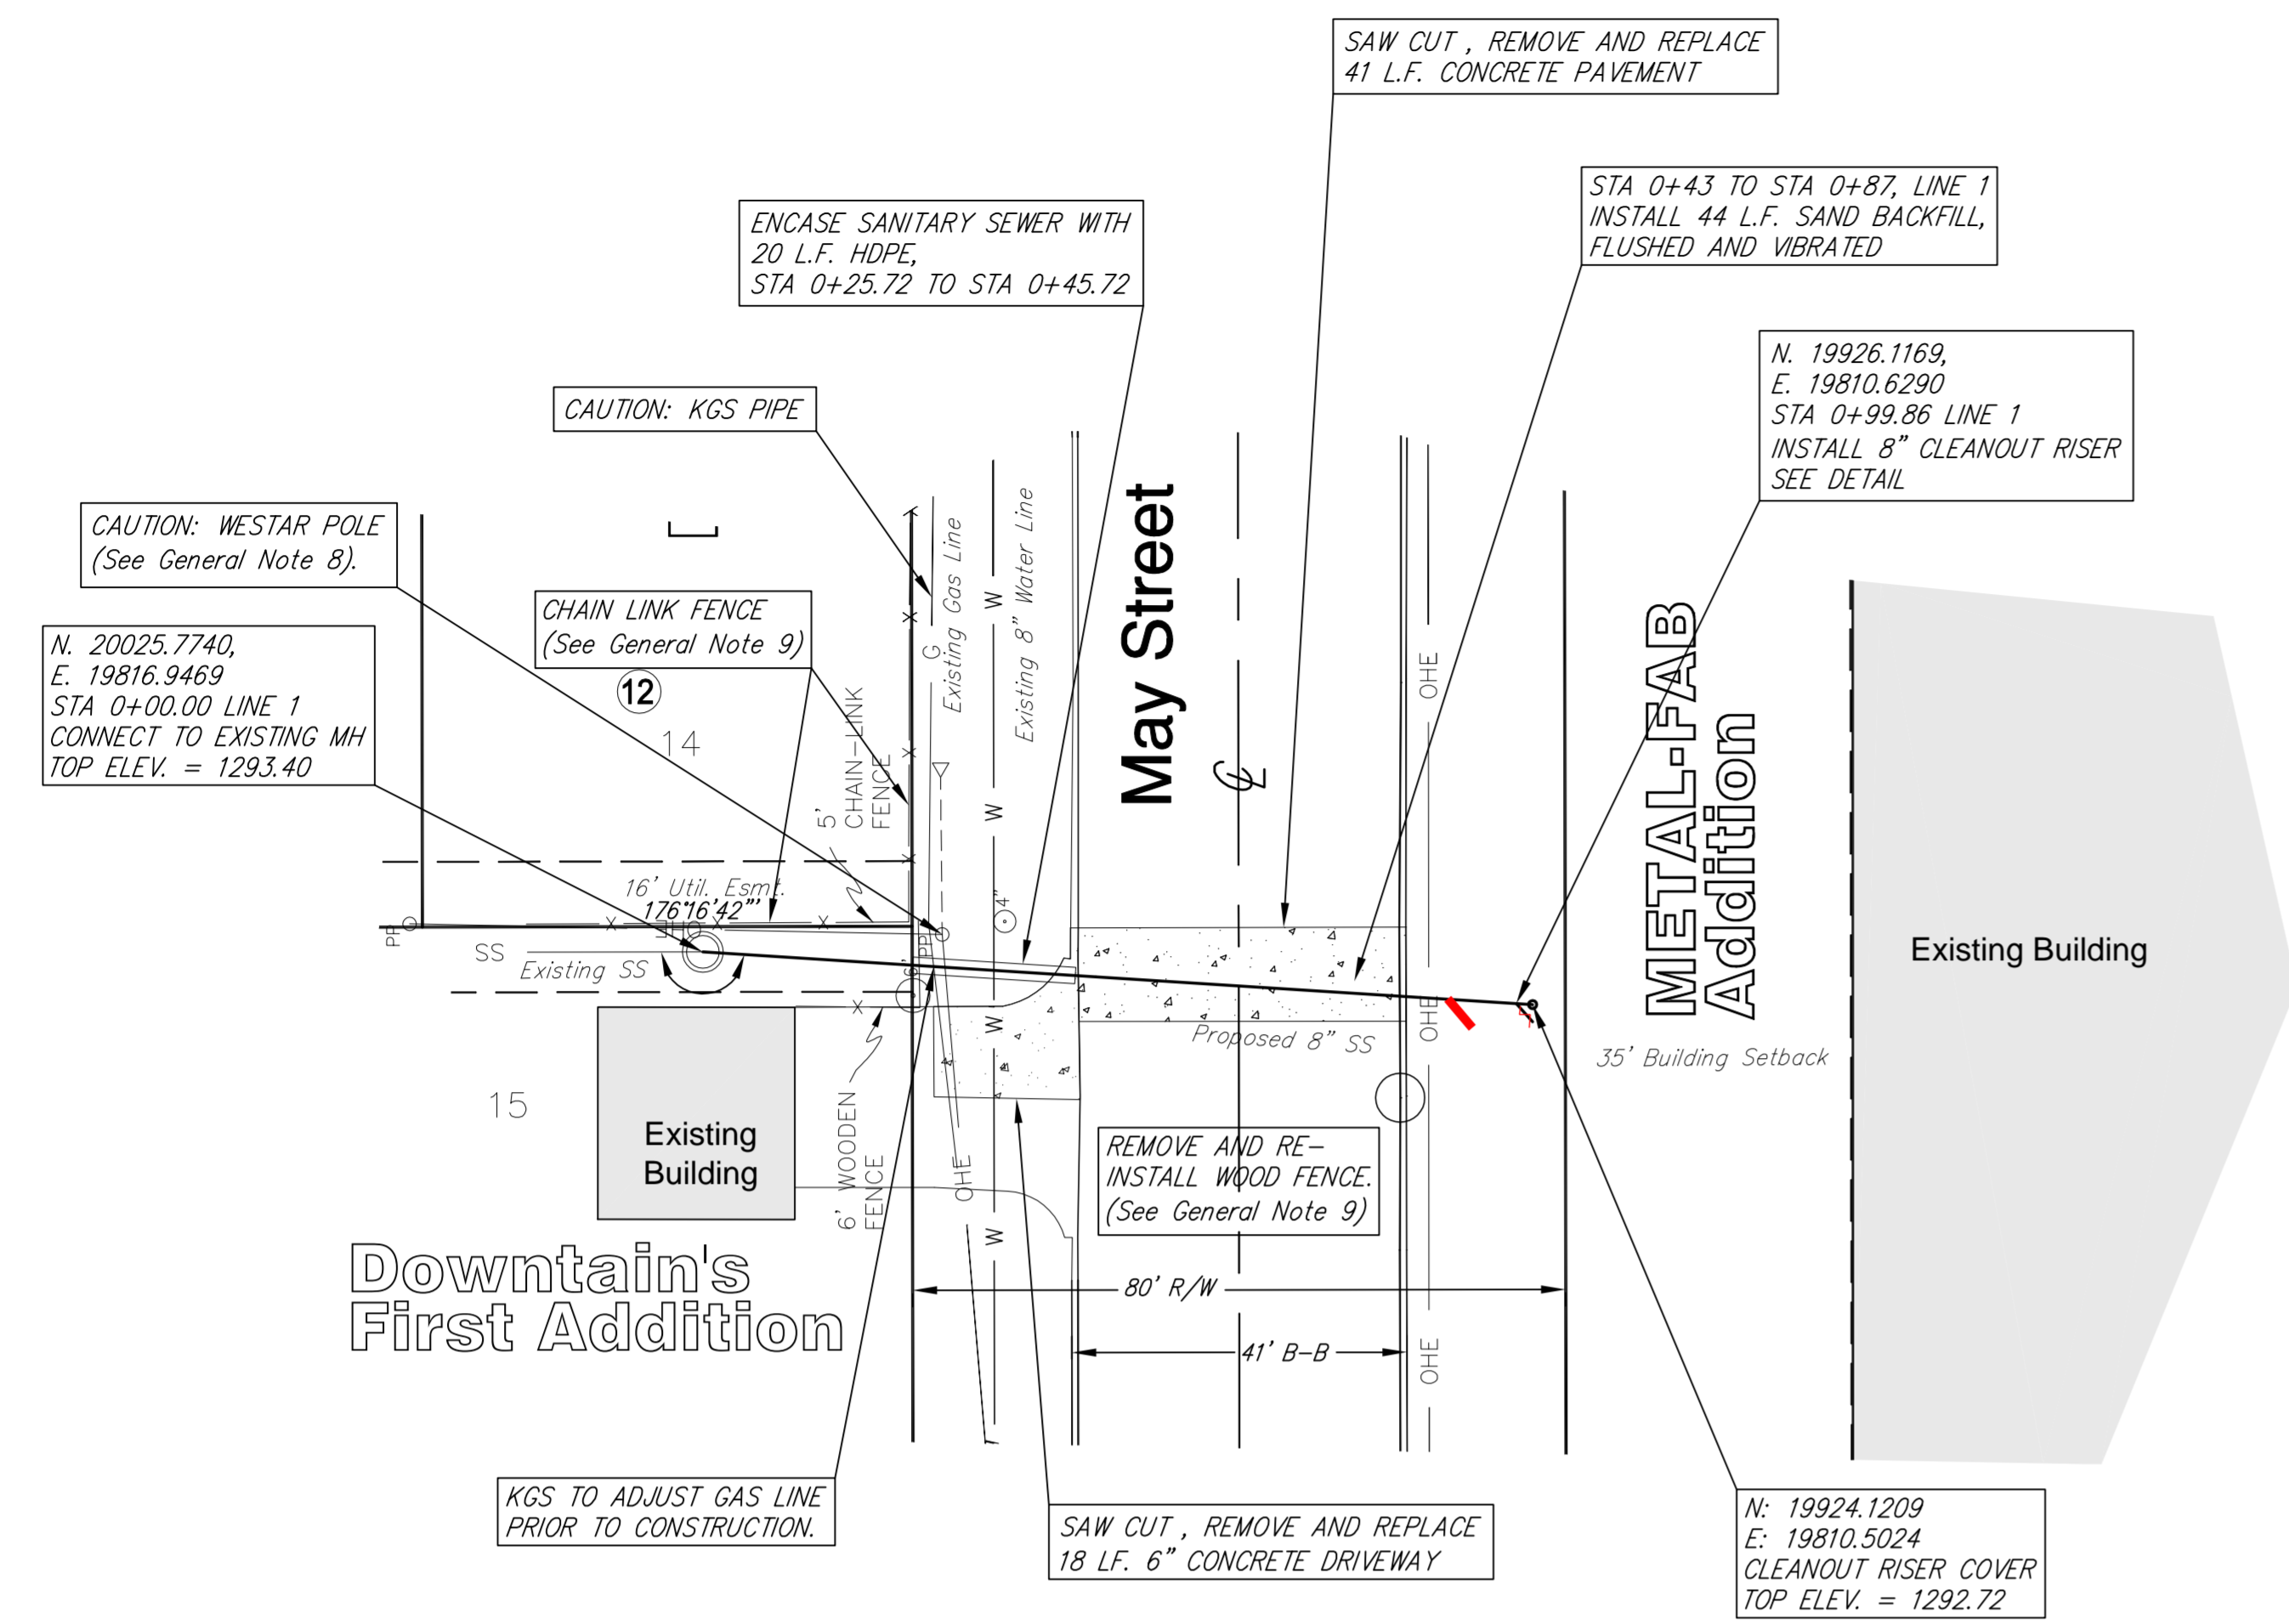 SAW CUT , REMOVE AND REPLACE
41 L.F. CONCRETE PAVEMENT
STA 0+43 TO STA 0+87, LINE 1
INSTALL 44 L.F. SAND BACKFILL,
FLUSHED AND VIBRATED
ENCASE SANITARY SEWER WITH
20 L.F. HDPE,
STA 0+25.72 TO STA 0+45.72
N. 19926.1169,
E. 19810.6290
STA 0+99.86 LINE 1
INSTALL 8" CLEANOUT RISER
SEE DETAIL
CAUTION: KGS PIPE
CAUTION: WESTAR POLE
(See General Note 8).
CHAIN LINK FENCE
(See General Note 9)
N. 20025.7740,
E. 19816.9469
STA 0+00.00 LINE 1
CONNECT TO EXISTING MH
TOP ELEV. = 1293.40
12
14
5'
CHAIN-LINK
FENCE
G
Existing Gas Line
Existing 8" Water Line
W
W
May Street
℄
OHE
METAL-FAB
Addition
Existing Building
16' Util. Esmt.
176°16'42"'
PP
SS
Existing SS
PP
6'
4"
W
OHE
Proposed 8" SS
35' Building Setback
15
Existing
Building
6' WOODEN
FENCE
OHE
W
REMOVE AND RE-
INSTALL WOOD FENCE.
(See General Note 9)
Downtain's
First Addition
80' R/W
41' B-B
OHE
KGS TO ADJUST GAS LINE
PRIOR TO CONSTRUCTION.
SAW CUT , REMOVE AND REPLACE
18 LF. 6" CONCRETE DRIVEWAY
N: 19924.1209
E: 19810.5024
CLEANOUT RISER COVER
TOP ELEV. = 1292.72